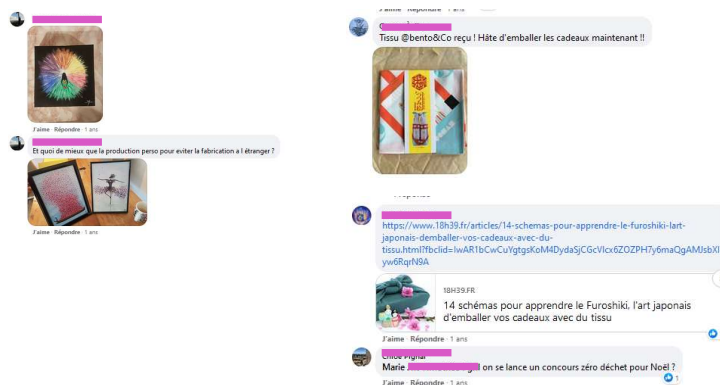 J'aime Répondre 1 ans
Et quoi de mieux que la production perso pour eviter la fabrication a l étranger ?
J'aime Répondre 1 ans
Tissu @bento&Co reçu ! Hâte d'emballer les cadeaux maintenant !!
https://www.18h39.fr/articles/14-schemas-pour-apprendre-le-furoshiki-lart-
japonais-demballer-vos-cadeaux-avec-du-
tissu.html?fbclid=IwAR1bCwCuYgtgsKoM4DydaSjCGcVIcx6ZOZPH7y6maQgAMJsbXl
yw6RqrN9A
18H39.FR
14 schémas pour apprendre le Furoshiki, l'art japonais
d'emballer vos cadeaux avec du tissu
J'aime Répondre 1 ans
Marie on se lance un concours zéro déchet pour Noël ?
1
J'aime Répondre 1 ans